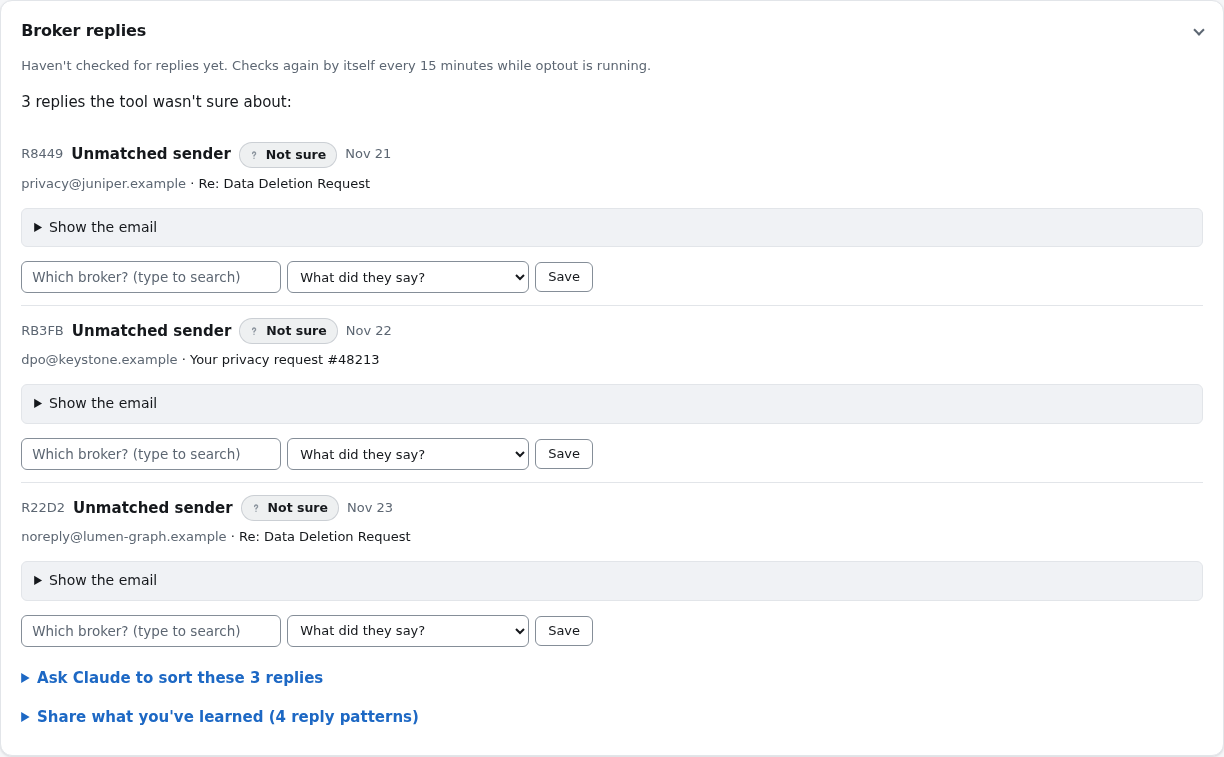 Broker replies
Haven't checked for replies yet. Checks again by itself every 15 minutes while optout is running.
3 replies the tool wasn't sure about:
R8449 Unmatched sender ? Not sure Nov 21
privacy@juniper.example · Re: Data Deletion Request
Show the email
Which broker? (type to search) What did they say? Save
RB3FB Unmatched sender ? Not sure Nov 22
dpo@keystone.example · Your privacy request #48213
Show the email
Which broker? (type to search) What did they say? Save
R22D2 Unmatched sender ? Not sure Nov 23
noreply@lumen-graph.example · Re: Data Deletion Request
Show the email
Which broker? (type to search) What did they say? Save
Ask Claude to sort these 3 replies
Share what you've learned (4 reply patterns)